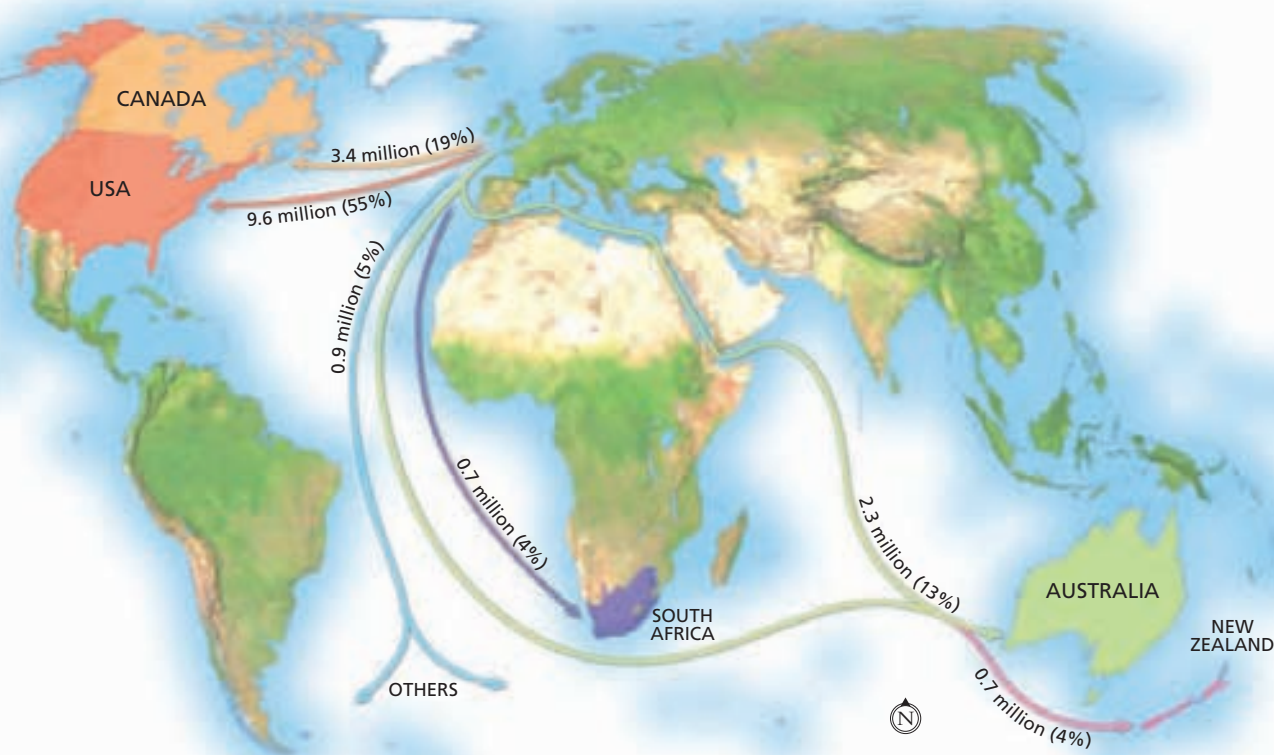 CANADA
3.4 million (19%)
USA
9.6 million (55%)
0.9 million (5%)
0.7 million (4%)
2.3 million (13%)
AUSTRALIA
SOUTH
AFRICA
NEW
ZEALAND
OTHERS
0.7 million (4%)
N